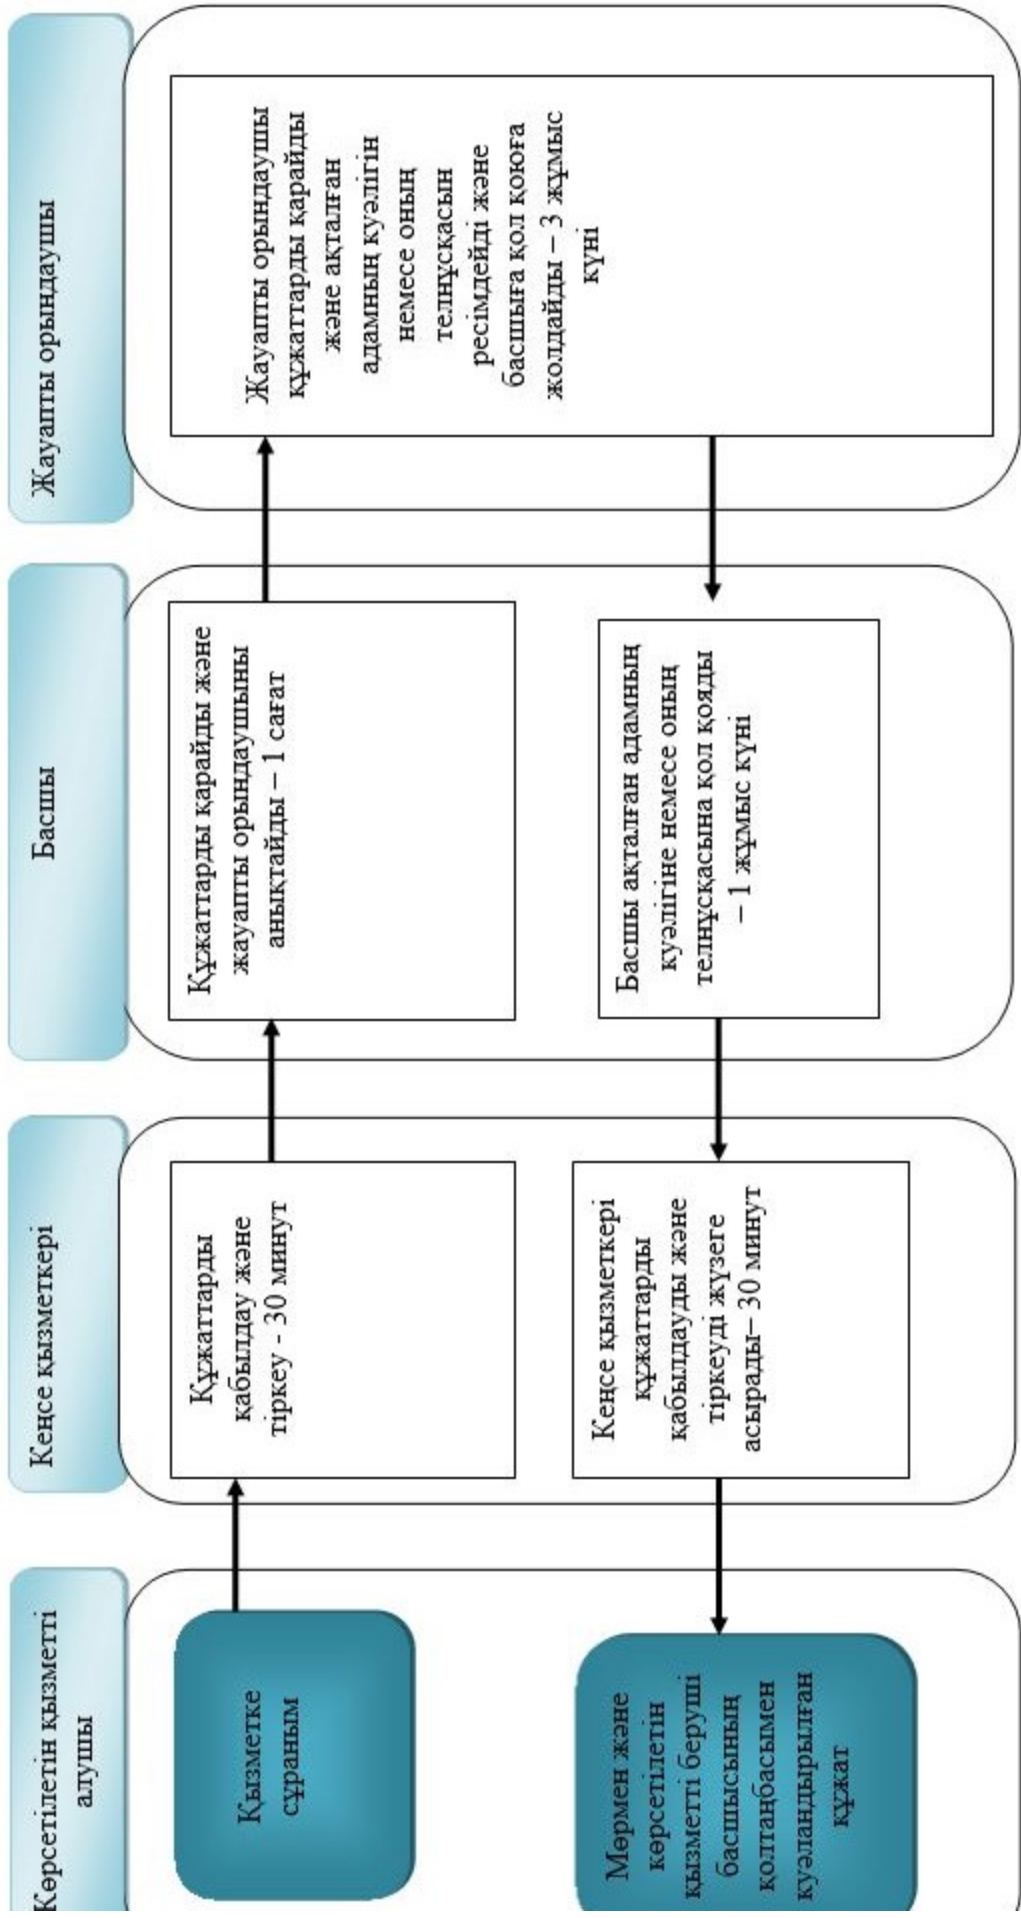 Көрсетілетін қызметті
алушы
Кеңсе қызметкері
Басшы
Жауапты орындаушы
Қызметке
сұраным
Құжаттарды
қабылдау және
тіркеу - 30 минут
Құжаттарды қарайды және
жауапты орындаушыны
анықтайды – 1 сағат
Жауапты орындаушы
құжаттарды қарайды
және ақталған
адамның куәлігін
немесе оның
телнұсқасын
ресімдейді және
басшыға қол қоюға
жолдайды – 3 жұмыс
күні
Басшы ақталған адамның
куәлігіне немесе оның
телнұсқасына қол қояды
– 1 жұмыс күні
Кеңсе қызметкері
құжаттарды
қабылдауды және
тіркеуді жүзеге
асырады– 30 минут
Мөрмен және
көрсетілетін
қызметті беруші
басшысының
қолтаңбасымен
куәландырылған
құжат